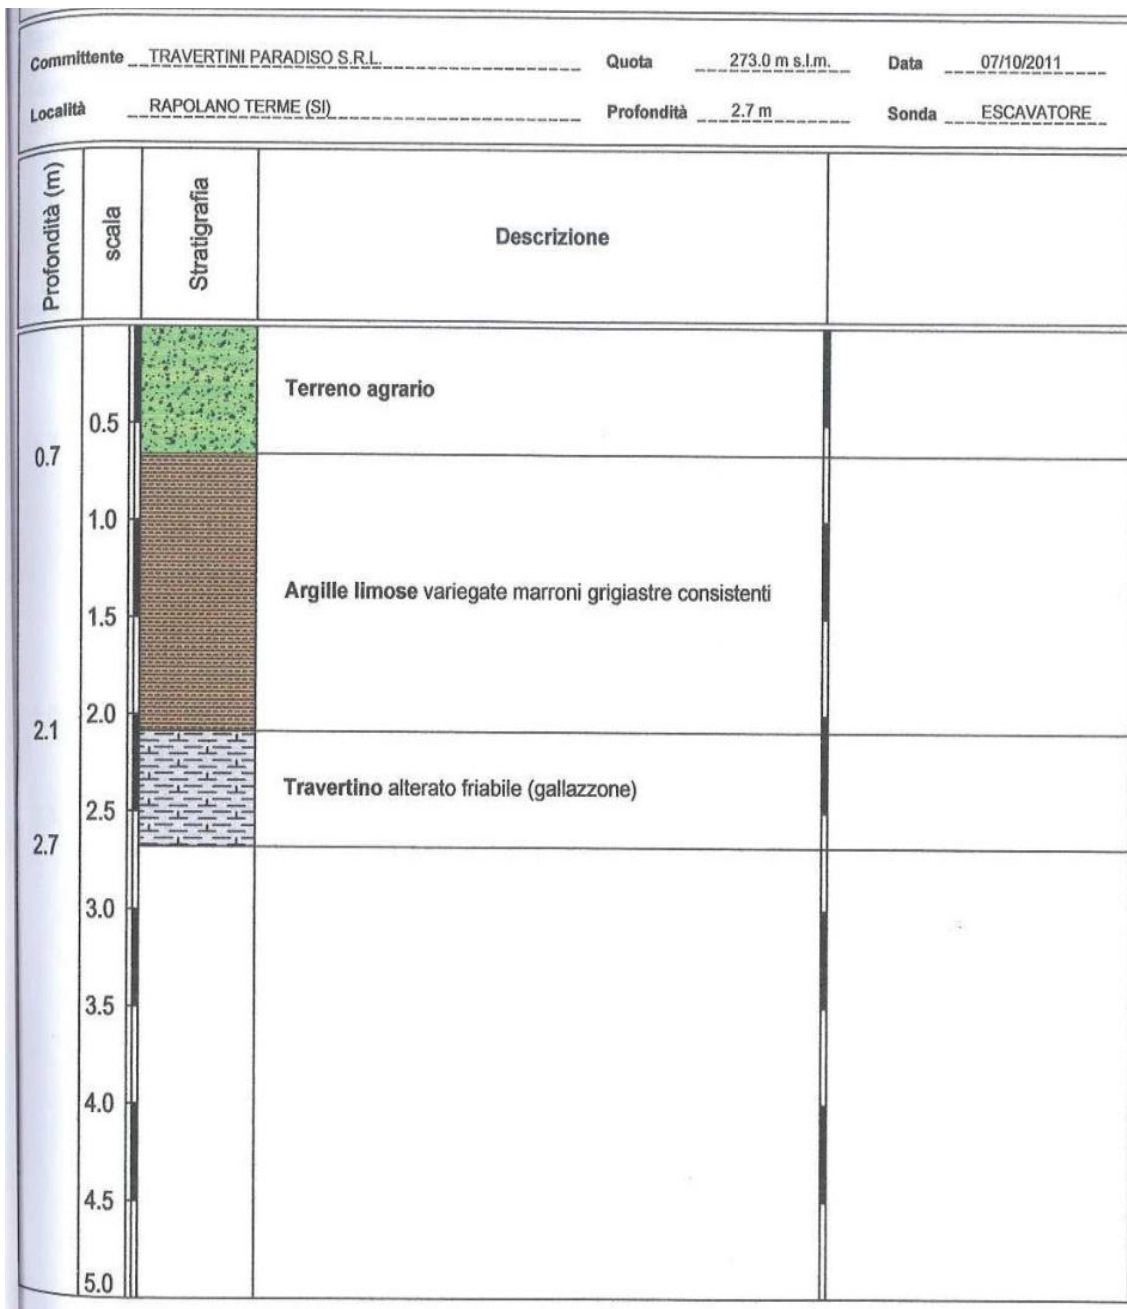 Committente TRAVERTINI PARADISO S.R.L. Quota 273.0 m s.l.m. Data 07/10/2011
Località RAPOLANO TERME (SI) Profondità 2.7 m Sonda ESCAVATORE
Profondità (m) scala Stratigrafia Descrizione
Terreno agrario
0.5
0.7
1.0
Argille limose variegate marroni grigiastre consistenti
1.5
2.0
2.1
Travertino alterato friabile (gallazzone)
2.5
2.7
3.0
3.5
4.0
4.5
5.0